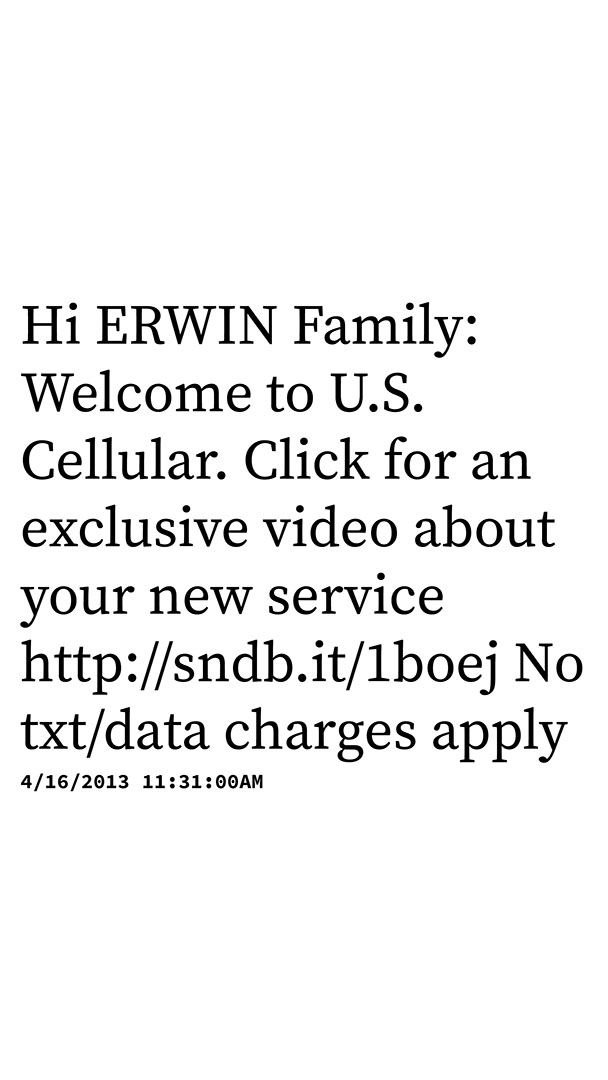 Hi ERWIN Family:
Welcome to U.S.
Cellular. Click for an
exclusive video about
your new service
http://sndb.it/1boej No
txt/data charges apply
4/16/2013 11:31:00AM